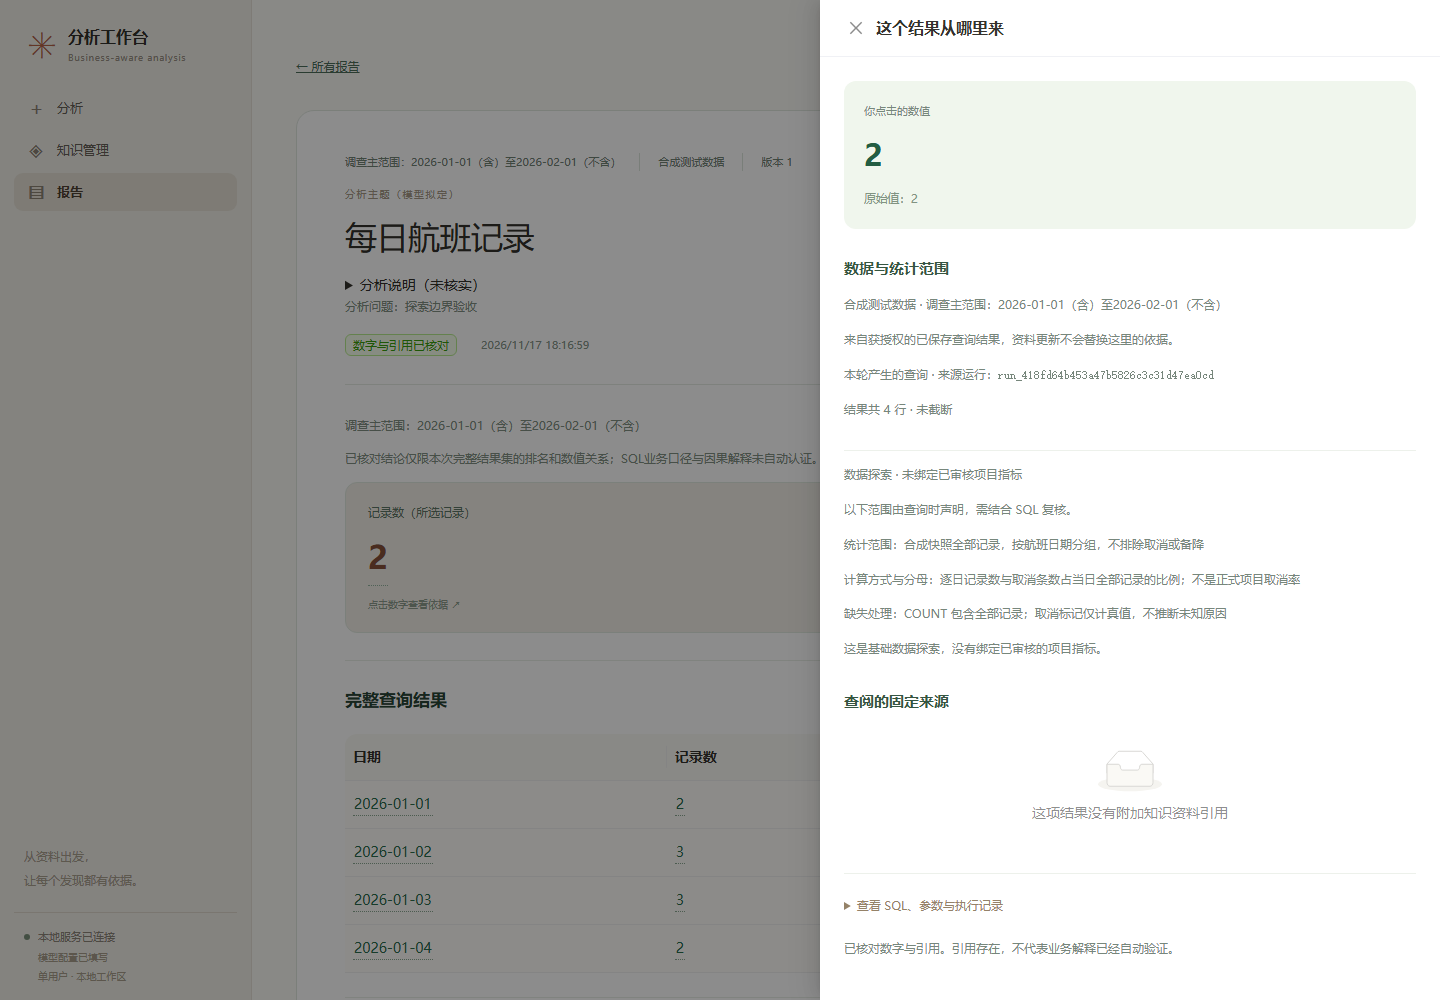 分析工作台
Business-aware analysis
分析
知识管理
报告
从资料出发，
让每个发现都有依据。
本地服务已连接
模型配置已填写
单用户 · 本地工作区
← 所有报告
调查主范围：2026-01-01（含）至2026-02-01（不含）
合成测试数据
版本 1
分析主题（模型拟定）
每日航班记录
分析说明（未核实）
分析问题：探索边界验收
数字与引用已核对
2026/11/17 18:16:59
调查主范围：2026-01-01（含）至2026-02-01（不含）
已核对结论仅限本次完整结果集的排名和数值关系；SQL业务口径与因果解释未自动认证。
记录数（所选记录）
2
点击数字查看依据 ↗
完整查询结果
日期 记录数
2026-01-01 2
2026-01-02 3
2026-01-03 3
2026-01-04 2
这个结果从哪里来
你点击的数值
2
原始值：2
数据与统计范围
合成测试数据 · 调查主范围：2026-01-01（含）至2026-02-01（不含）
来自获授权的已保存查询结果，资料更新不会替换这里的依据。
本轮产生的查询 · 来源运行：run_418fd64b453a47b5826c3c31d47ea0cd
结果共 4 行 · 未截断
数据探索 · 未绑定已审核项目指标
以下范围由查询时声明，需结合 SQL 复核。
统计范围：合成快照全部记录，按航班日期分组，不排除取消或备降
计算方式与分母：逐日记录数与取消条数占当日全部记录的比例；不是正式项目取消率
缺失处理：COUNT 包含全部记录；取消标记仅计真值，不推断未知原因
这是基础数据探索，没有绑定已审核的项目指标。
查阅的固定来源
这项结果没有附加知识资料引用
查看 SQL、参数与执行记录
已核对数字与引用。引用存在，不代表业务解释已经自动验证。